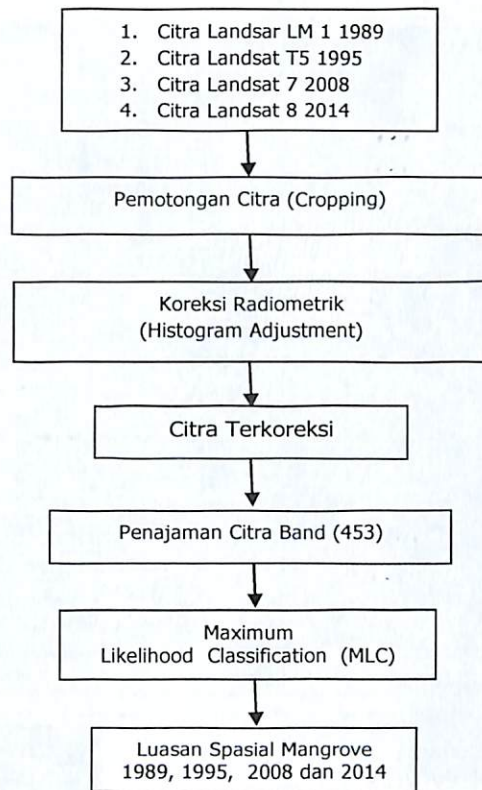 1. Citra Landsar LM 1 1989
2. Citra Landsat T5 1995
3. Citra Landsat 7 2008
4. Citra Landsat 8 2014
Pemotongan Citra (Cropping)
Koreksi Radiometrik
(Histogram Adjustment)
Citra Terkoreksi
Penajaman Citra Band (453)
Maximum
Likelihood Classification (MLC)
Luasan Spasial Mangrove
1989, 1995, 2008 dan 2014